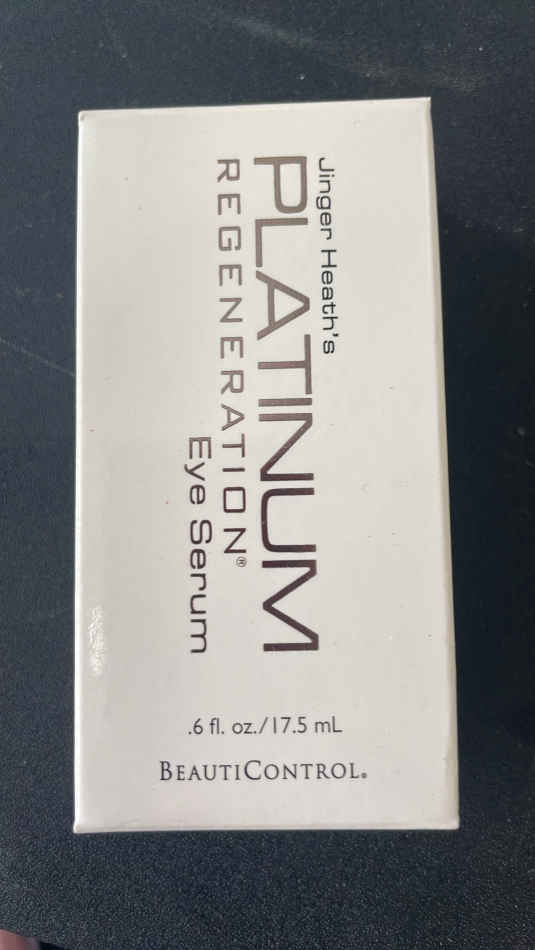 Jinger Heath's
PLATINUM
REGENERATION®
Eye Serum
.6 fl. oz./17.5 mL
BEAUTICONTROL®